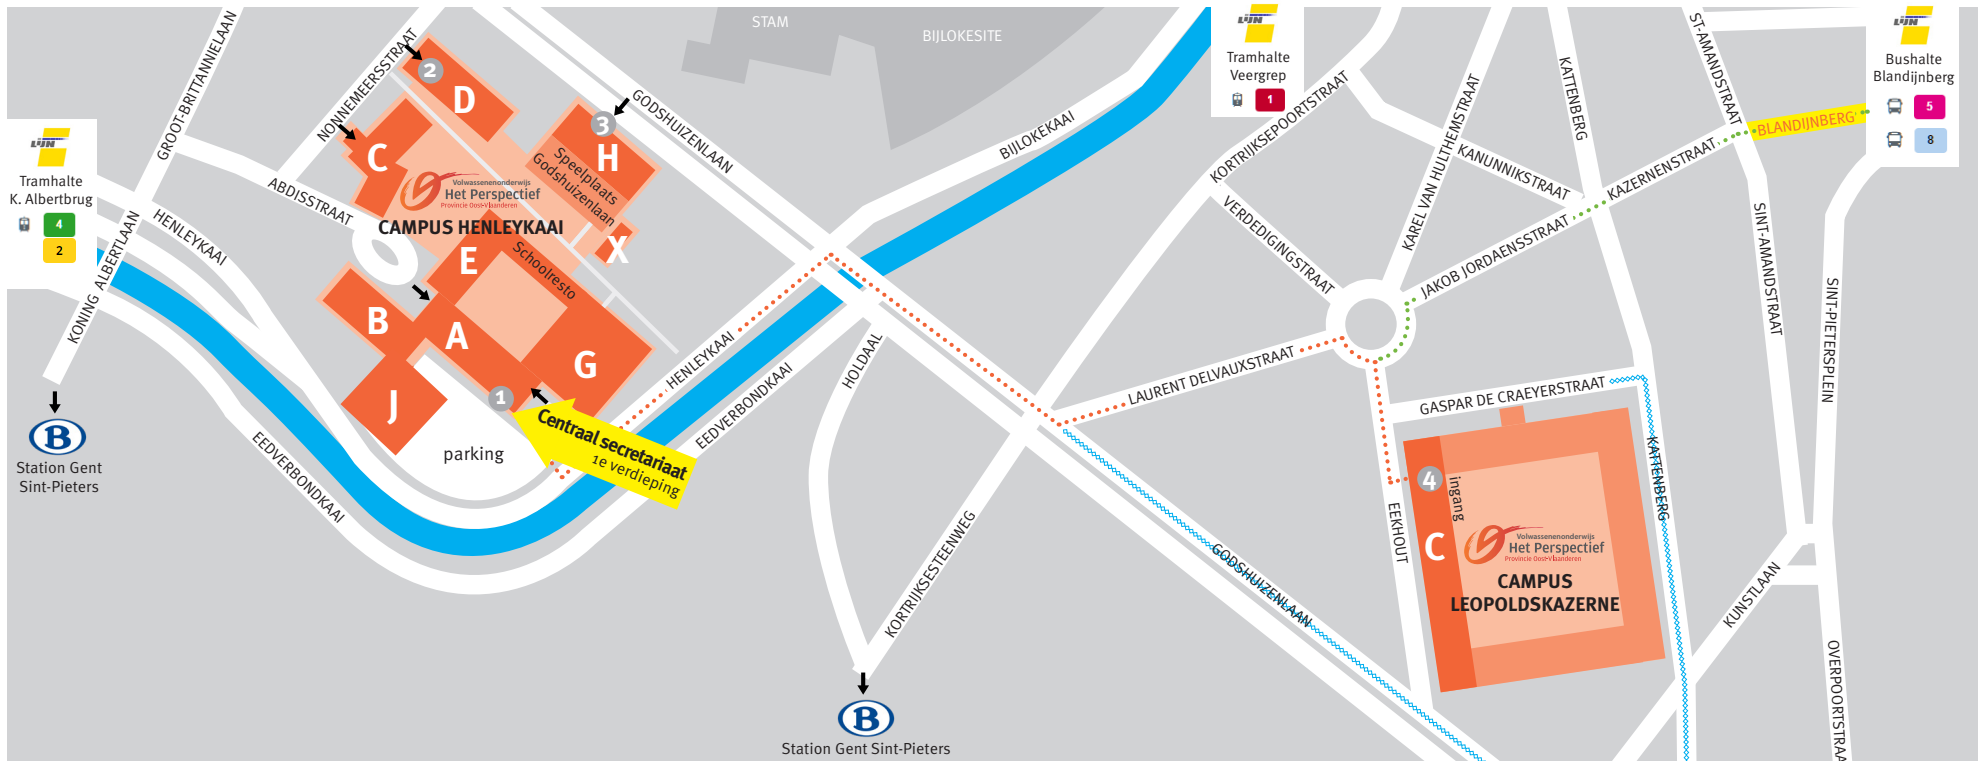 STAM
BIJLOKESITE
LIJN
Tramhalte
K. Albertbrug
4
2
GROOT-BRITTANNIELAAN
NONNEMEERSSTRAAT
ABDISSTRAAT
HENLEYKAAI
KONING ALBERTLAAN
B
Station Gent
Sint-Pieters
EEDVERBONDKAAI
2
D
C
3
H
Speelplaats
Godshuizenlaan
Volwassenenonderwijs
Het Perspectief
Provincie Oost-Vlaanderen
CAMPUS HENLEYKAAI
X
E
Schoolresto
B
A
G
J
1
parking
Centraal secretariaat
1e verdieping
GODSHUIZENLAAN
BIJLOKEKAAI
HENLEYKAAI
EEDVERBONDKAAI
HOLDAAL
KORTRIJKSESTEENWEG
B
Station Gent Sint-Pieters
LIJN
Tramhalte
Veergrep
1
KORTRIJKSEPOORTSTRAAT
VERDEDIGINGSTRAAT
KAREL VAN HULTHEMSTRAAT
KANUNNIKSTRAAT
KATTENBERG
JAKOB JORDAENSSTRAAT
KAZERNENSTRAAT
ST-AMANDSTRAAT
BLANDIJNBERG
LIJN
Bushalte
Blandijnberg
5
8
SINT-AMANDSTRAAT
SINT-PIETERSPLEIN
LAURENT DELVAUXSTRAAT
GASPAR DE CRAEYERSTRAAT
KATTENBERG
EEKHOUT
GODSHUIZENLAAN
4
ingang
C
Volwassenenonderwijs
Het Perspectief
Provincie Oost-Vlaanderen
CAMPUS
LEOPOLDSKAZERNE
KUNSTLAAN
OVERPOORTSTRAA